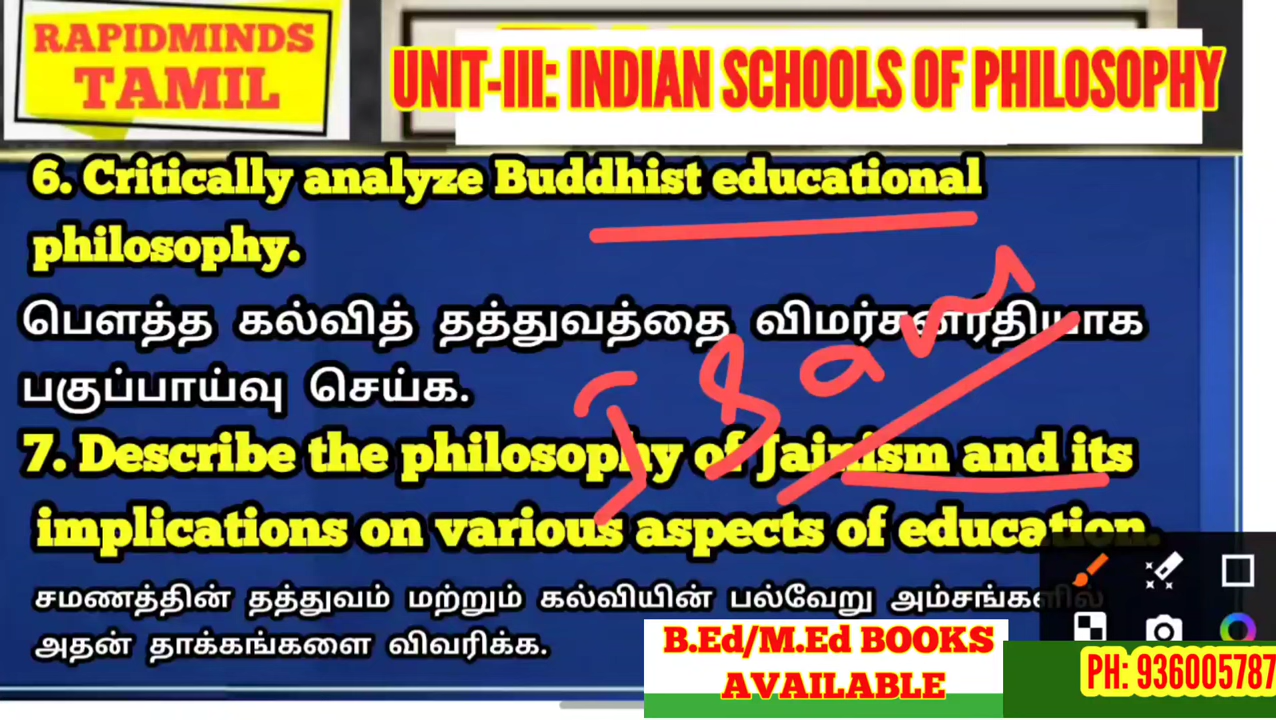 RAPIDMINDS
TAMIL
UNIT-III: INDIAN SCHOOLS OF PHILOSOPHY
6. Critically analyze Buddhist educational
philosophy.
பௌத்த கல்வித் தத்துவத்தை விமர்சனரீதியாக
பகுப்பாய்வு செய்க.
7. Describe the philosophy of Jainism and its
implications on various aspects of education.
சமணத்தின் தத்துவம் மற்றும் கல்வியின் பல்வேறு அம்சங்களில்
அதன் தாக்கங்களை விவரிக்க.
B.Ed/M.Ed BOOKS
AVAILABLE
PH: 936005787